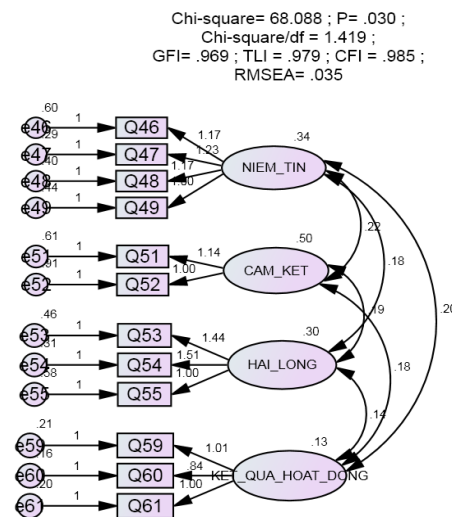 Chi-square= 68.088 ; P= .030 ;
Chi-square/df = 1.419 ;
GFI= .969 ; TLI = .979 ; CFI = .985 ;
RMSEA= .035
.60
e46 1 Q46 1.17 .34
.29
e47 1 Q47 1.23
NIEM_TIN
.40
e48 1 Q48 1.17
.44
e49 1 Q49 1.00
.22
.18
.20
.61
e51 1 Q51 1.14 .50
CAM_KET
.91
e52 1 Q52 1.00
.19
.46
e53 1 Q53 1.44 .30
.31
e54 1 Q54 1.51 HAI_LONG
.18
.58
e55 1 Q55 1.00
.14
.21
e59 1 Q59 1.01 .13
.16
e60 1 Q60 .84 KET_QUA_HOAT_DONG
.20
e61 1 Q61 1.00